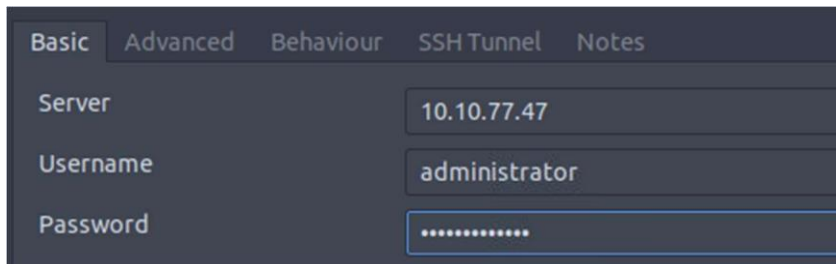 Basic Advanced Behaviour SSH Tunnel Notes
Server 10.10.77.47
Username administrator
Password •••••••••••••